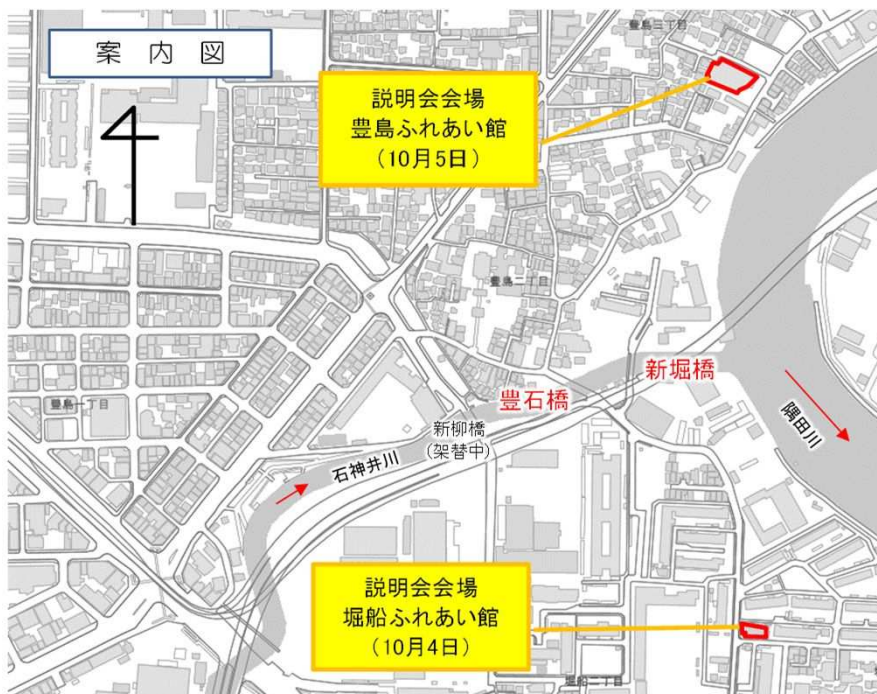 案内図
豊島三丁目
説明会会場
豊島ふれあい館
(10月5日)
豊島二丁目
新堀橋
豊石橋
豊島一丁目
新柳橋
(架替中)
石神井川
隅田川
説明会会場
堀船ふれあい館
(10月4日)
堀船二丁目